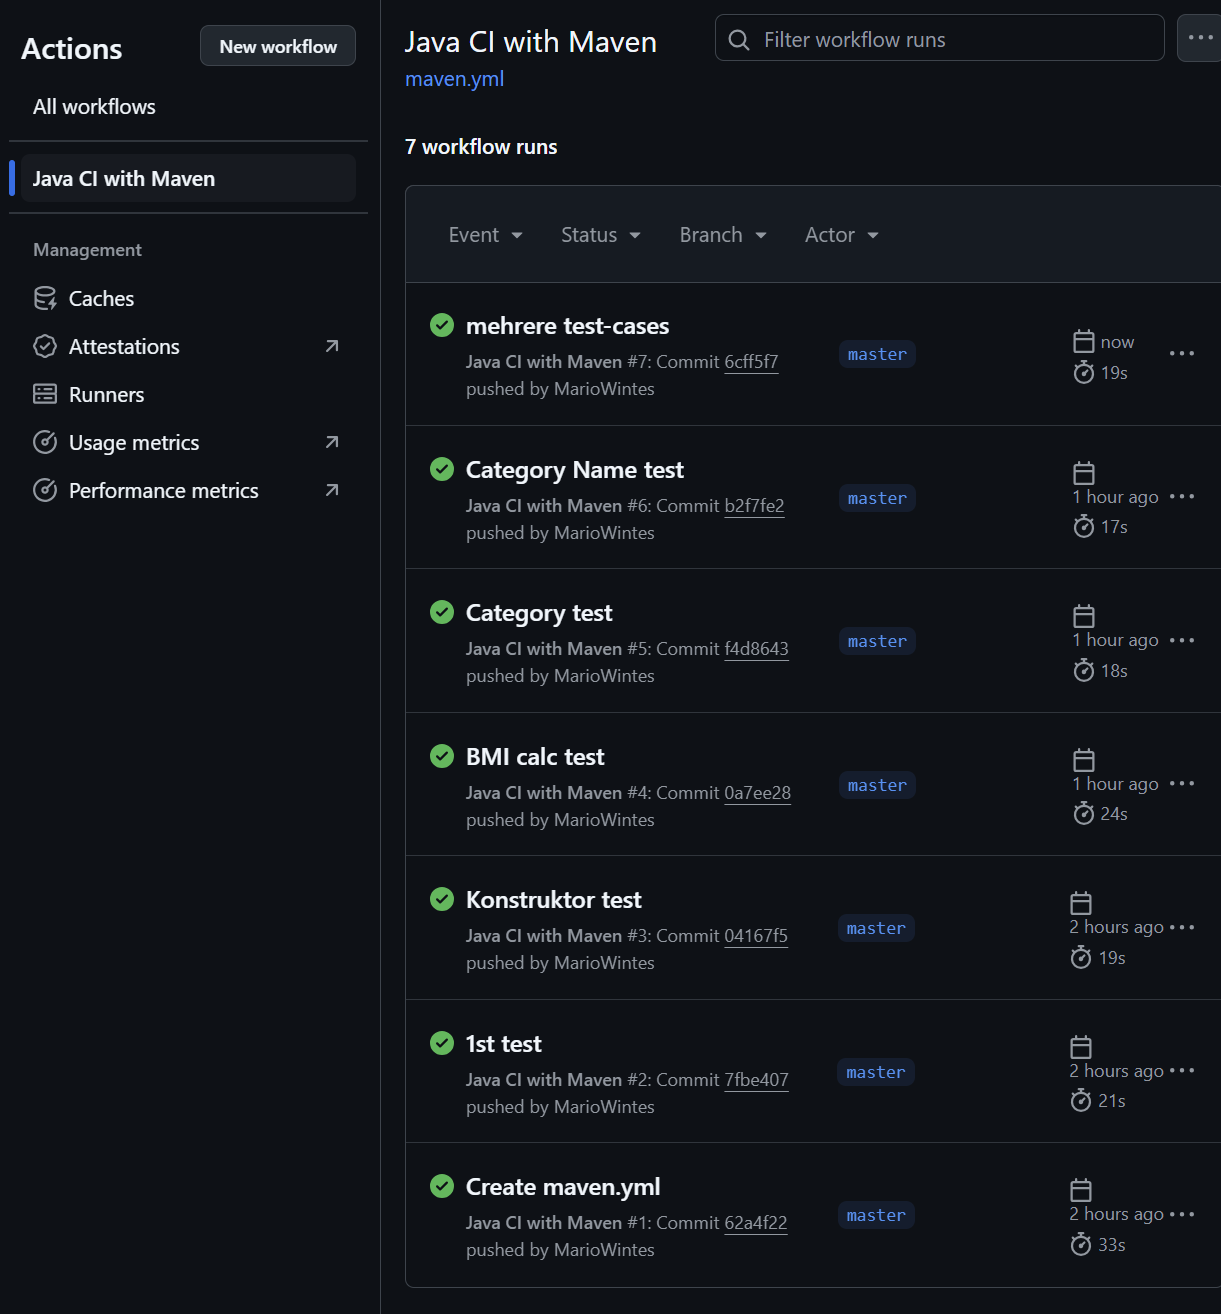 Actions
New workflow
All workflows
Java CI with Maven
Management
Caches
Attestations
Runners
Usage metrics
Performance metrics
Java CI with Maven
maven.yml
Filter workflow runs
7 workflow runs
Event
Status
Branch
Actor
mehrere test-cases
Java CI with Maven #7: Commit 6cff5f7
pushed by MarioWintes
master
now
19s
Category Name test
Java CI with Maven #6: Commit b2f7fe2
pushed by MarioWintes
master
1 hour ago
17s
Category test
Java CI with Maven #5: Commit f4d8643
pushed by MarioWintes
master
1 hour ago
18s
BMI calc test
Java CI with Maven #4: Commit 0a7ee28
pushed by MarioWintes
master
1 hour ago
24s
Konstruktor test
Java CI with Maven #3: Commit 04167f5
pushed by MarioWintes
master
2 hours ago
19s
1st test
Java CI with Maven #2: Commit 7fbe407
pushed by MarioWintes
master
2 hours ago
21s
Create maven.yml
Java CI with Maven #1: Commit 62a4f22
pushed by MarioWintes
master
2 hours ago
33s